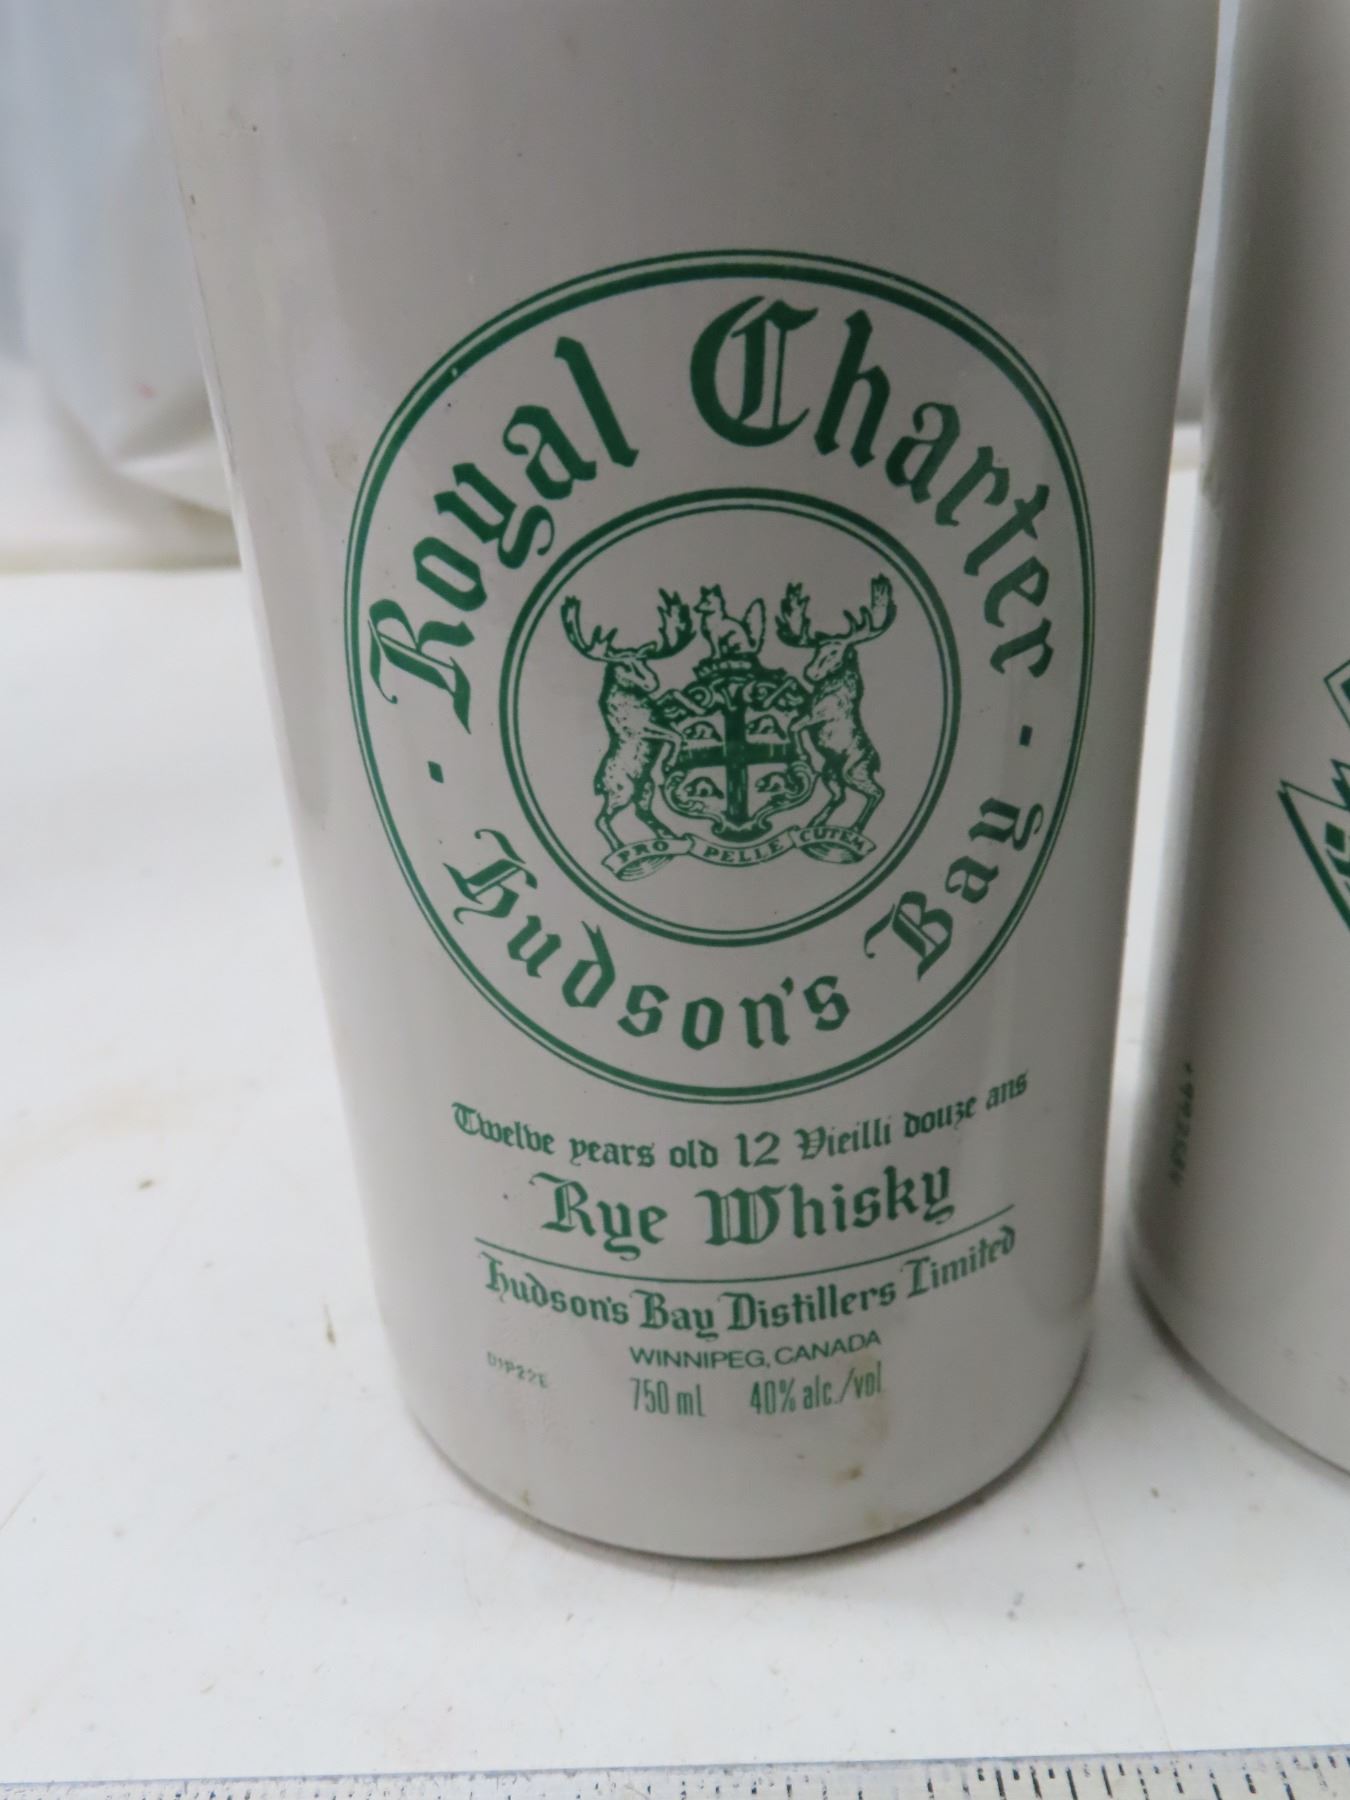 Royal Charter
PRO PELLE CUTEM
Hudson's Bay
Twelve years old 12 Vieilli douze ans
Rye Whisky
Hudson's Bay Distillers Limited
WINNIPEG, CANADA
750 ml 40% alc./vol